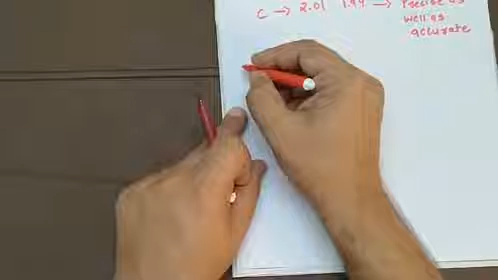 C → 2.01 1.99 → Precise as
well as
accurate